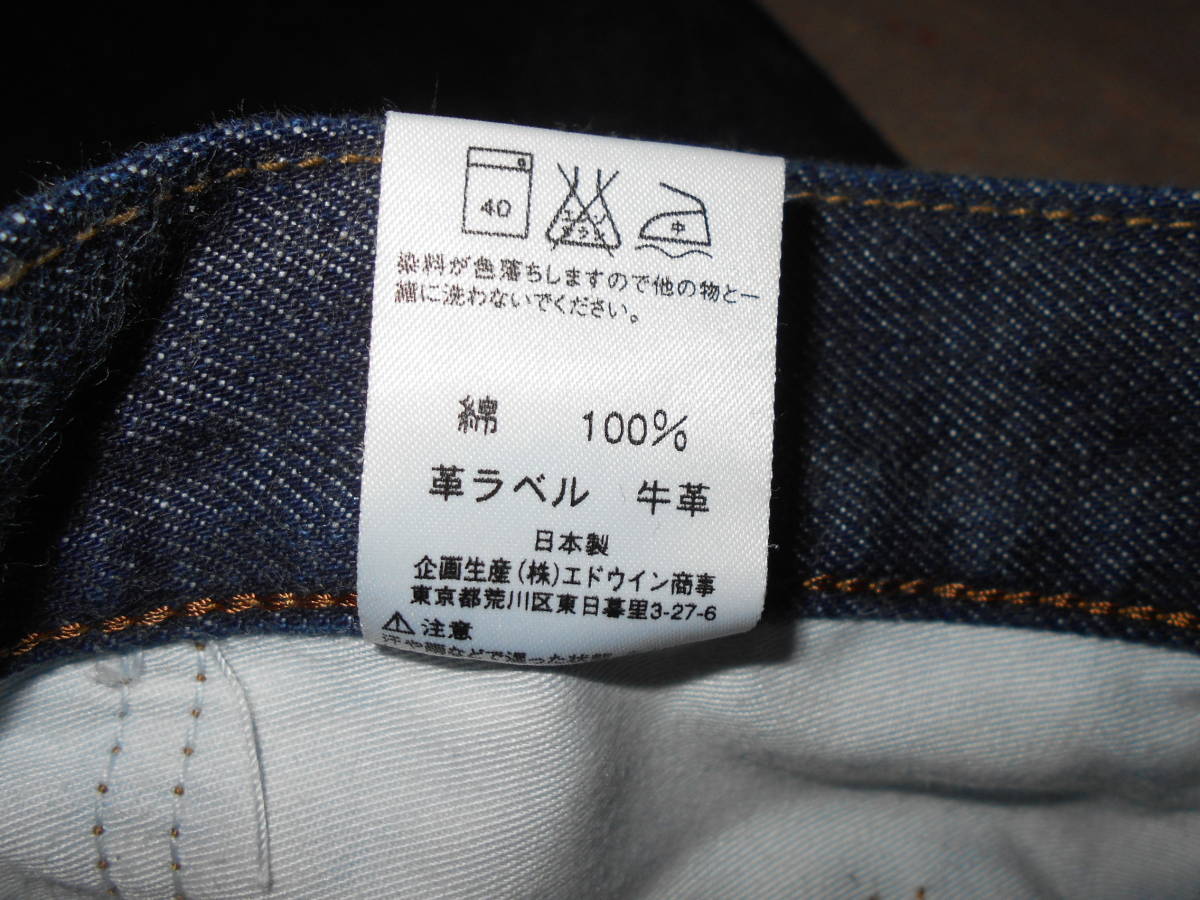 40
エンソ
サラシ
中
染料が色落ちしますので他の物と一
緒に洗わないでください。
綿 100%
革ラベル 牛革
日本製
企画生産(株)エドウイン商事
東京都荒川区東日暮里3-27-6
⚠注意